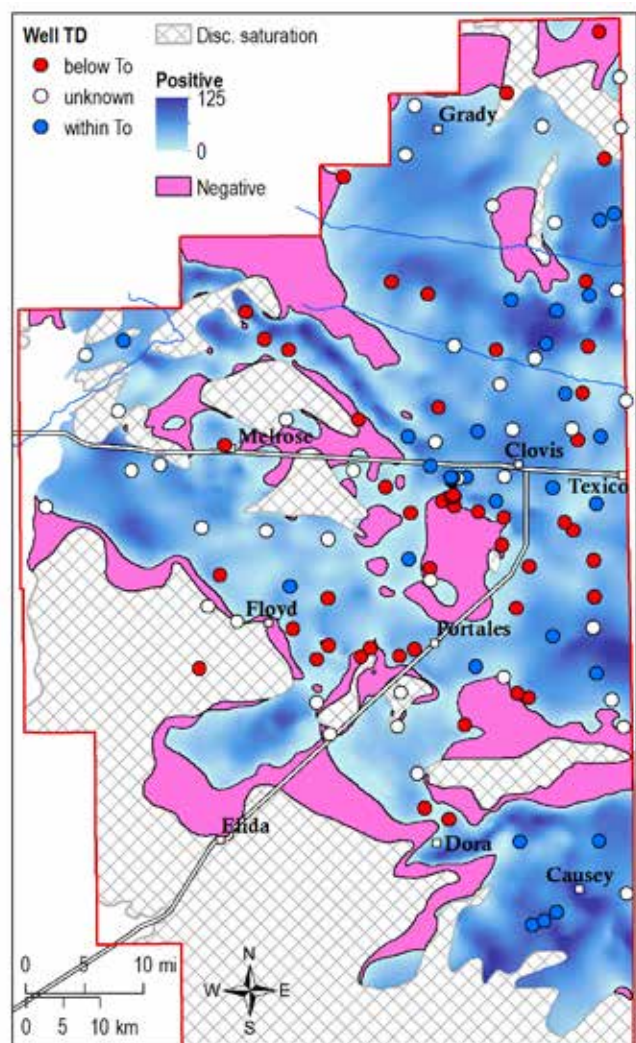 Well TD
below To
unknown
within To
Disc. saturation
Positive
125
0
Negative
Grady
Melrose
Clovis
Texico
Floyd
Portales
Elida
Dora
Causey
N
W E
S
0 5 10 mi
0 5 10 km